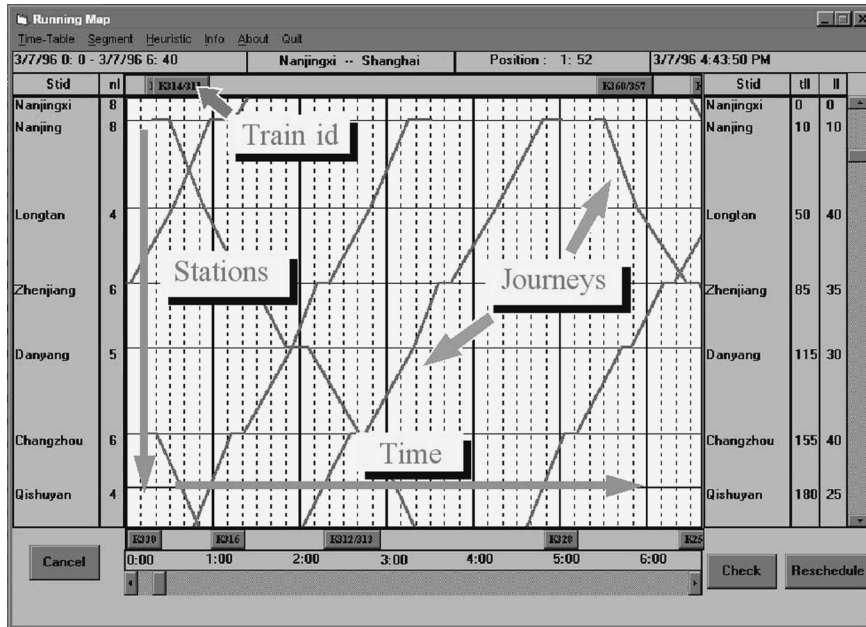 Running Map
Time-Table Segment Heuristic Info About Quit
3/7/96 0: 0 - 3/7/96 6: 40 Nanjingxi -- Shanghai Position : 1: 52 3/7/96 4:43:50 PM
Stid nl K314/311 K360/357 Stid tll ll
Nanjingxi 8 Nanjingxi 0 0
Nanjing 8 Train id Nanjing 10 10
Longtan 4 Longtan 50 40
Stations Journeys
Zhenjiang 6 Zhenjiang 85 35
Danyang 5 Danyang 115 30
Changzhou 6 Changzhou 155 40
Time
Qishuyan 4 Qishuyan 180 25
K330 K316 K312/313 K328 K25
Cancel 0:00 1:00 2:00 3:00 4:00 5:00 6:00 Check Reschedule